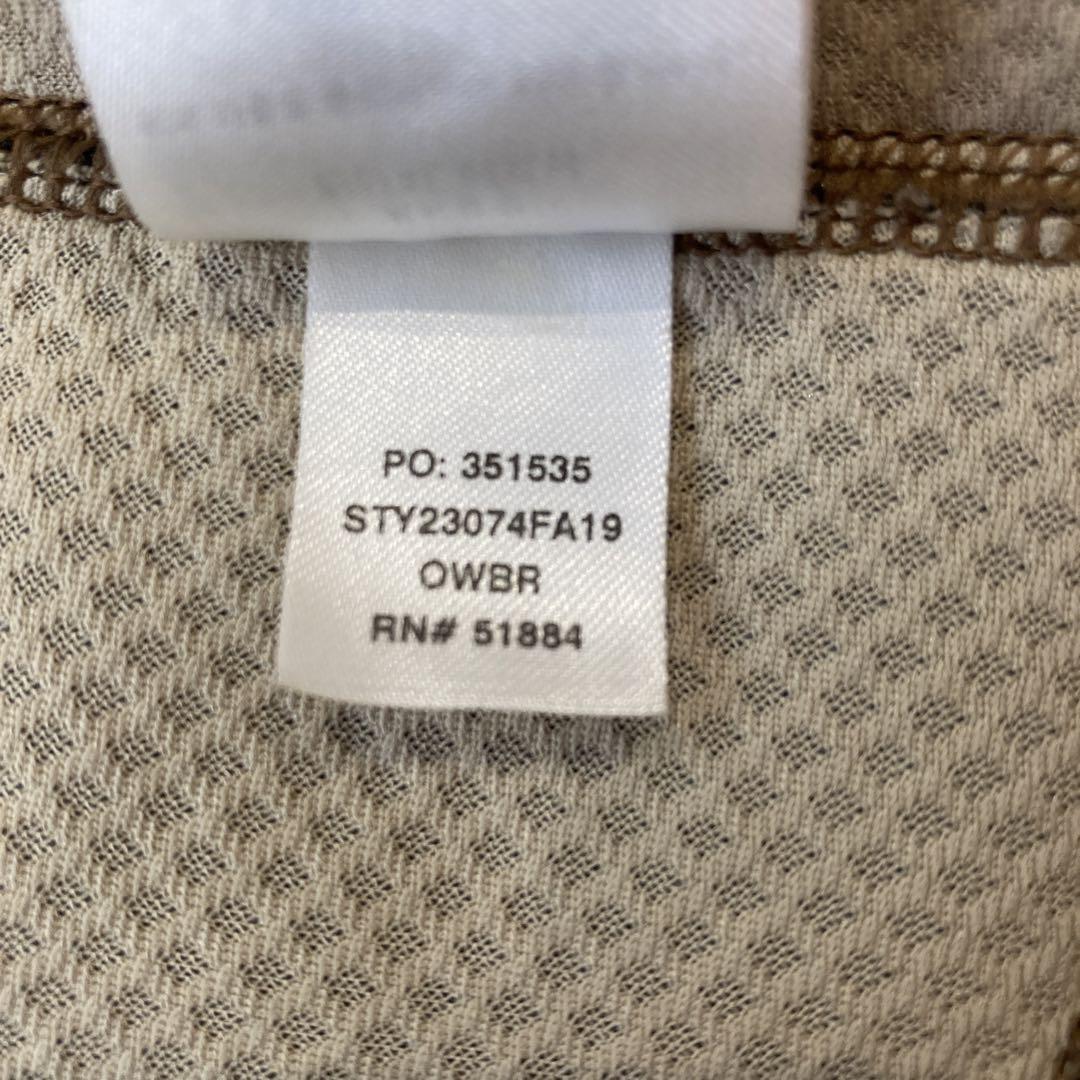 PO: 351535
STY23074FA19
OWBR
RN# 51884